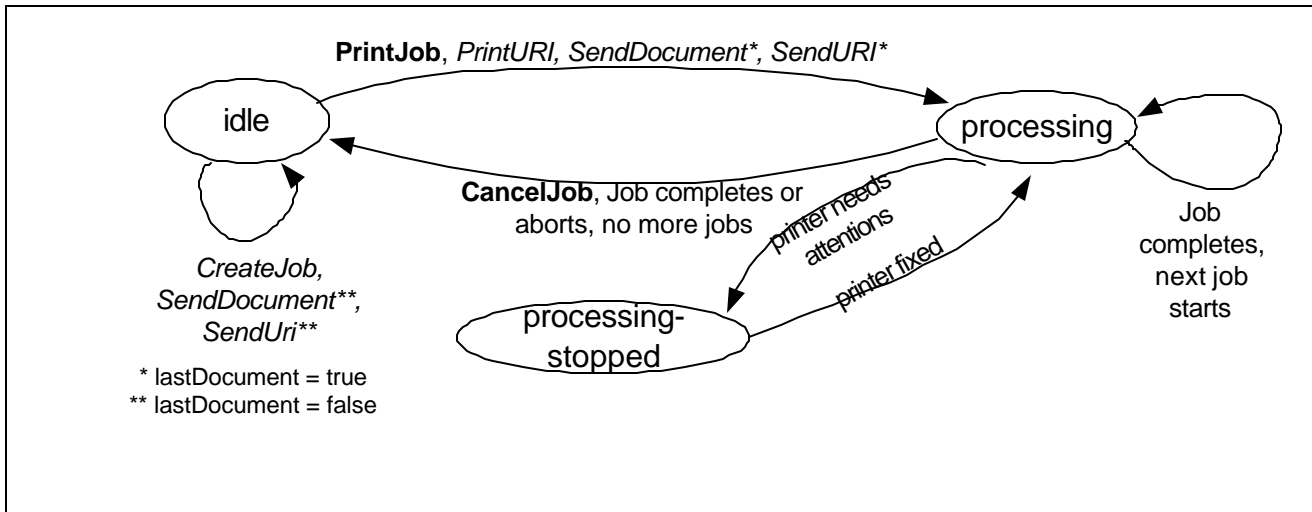 PrintJob, PrintURI, SendDocument*, SendURI*
idle
processing
CancelJob, Job completes or
aborts, no more jobs
printer needs
attentions
printer fixed
Job
completes,
next job
starts
CreateJob,
SendDocument**,
SendUri**
processing-
stopped
* lastDocument = true
** lastDocument = false